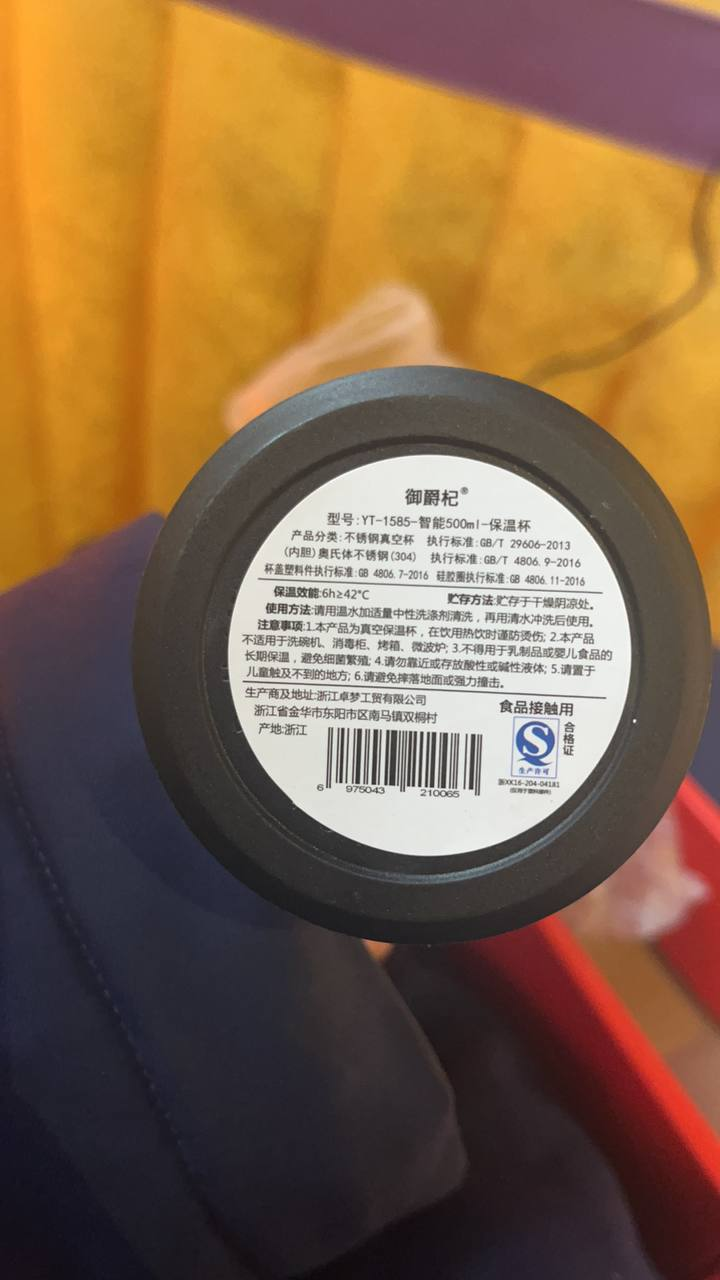 御爵杞®
型号:YT-1585-智能500ml-保温杯
产品分类:不锈钢真空杯 执行标准:GB/T 29606-2013
(内胆)奥氏体不锈钢(304) 执行标准:GB/T 4806.9-2016
杯盖塑料件执行标准:GB 4806.7-2016 硅胶圈执行标准:GB 4806.11-2016
保温效能:6h≥42°C 贮存方法:贮存于干燥阴凉处。
使用方法:请用温水加适量中性洗涤剂清洗，再用清水冲洗后使用。
注意事项:1.本产品为真空保温杯，在饮用热饮时谨防烫伤; 2.本产品
不适用于洗碗机、消毒柜、烤箱、微波炉; 3.不得用于乳制品或婴儿食品的
长期保温，避免细菌繁殖; 4.请勿靠近或存放酸性或碱性液体; 5.请置于
儿童触及不到的地方; 6.请避免摔落地面或强力撞击。
生产商及地址:浙江卓梦工贸有限公司
浙江省金华市东阳市区南马镇双桐村
产地:浙江
6 975043 210065
食品接触用
合格证
生产许可
浙XK16-204-04181
(仅用于塑料部件)